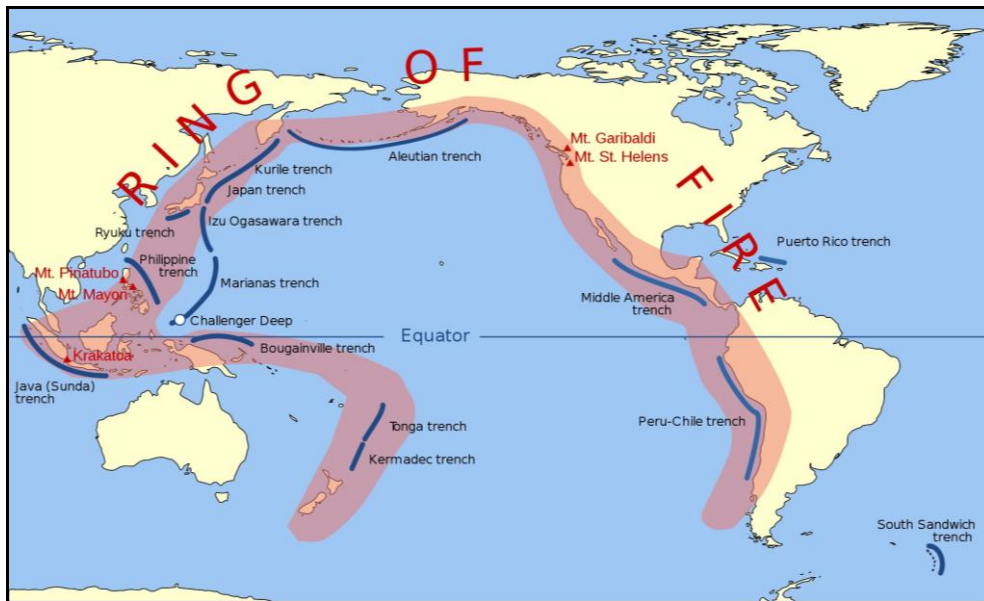 RING OF FIRE
Mt. Garibaldi
Mt. St. Helens
Aleutian trench
Kurile trench
Japan trench
Izu Ogasawara trench
Ryuku trench
Philippine
trench
Puerto Rico trench
Mt. Pinatubo
Mt. Mayon
Marianas trench
Middle America
trench
Challenger Deep
Equator
Bougainville trench
Krakatoa
Java (Sunda)
trench
Tonga trench
Peru-Chile trench
Kermadec trench
South Sandwich
trench